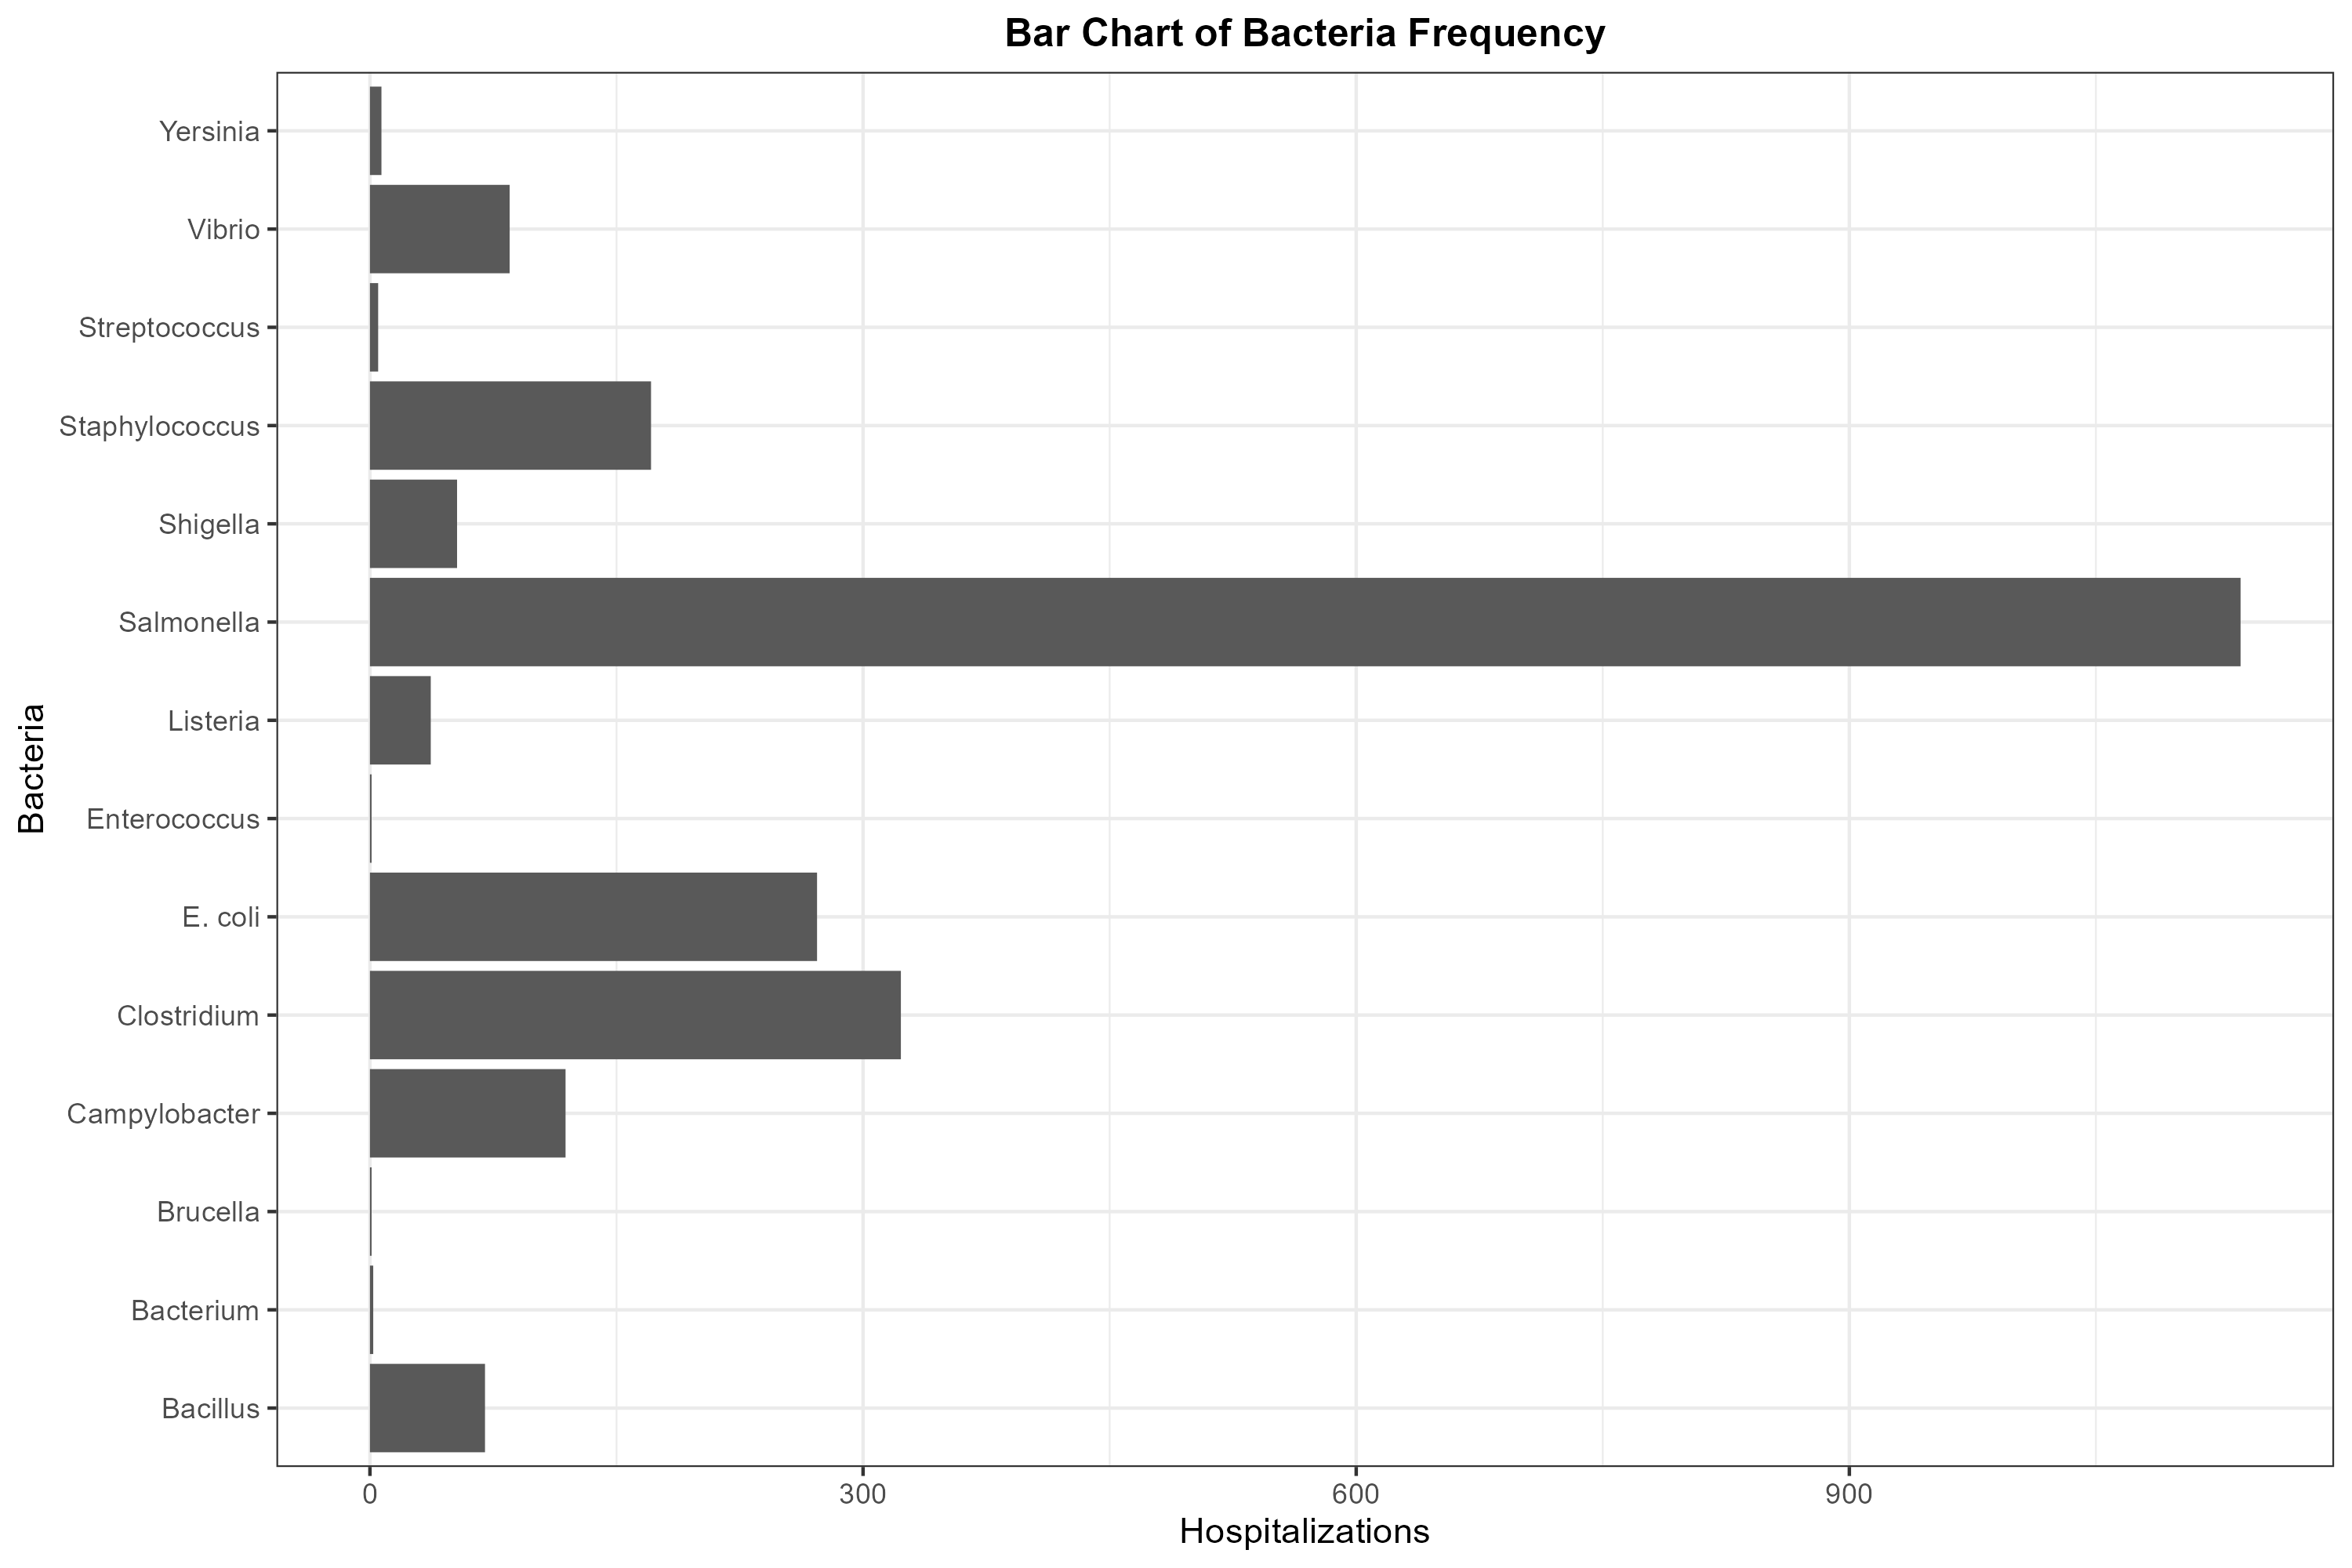 Bar Chart of Bacteria Frequency
Yersinia
Vibrio
Streptococcus
Staphylococcus
Shigella
Salmonella
Listeria
Enterococcus
E. coli
Clostridium
Campylobacter
Brucella
Bacterium
Bacillus
Bacteria
0 300 600 900
Hospitalizations